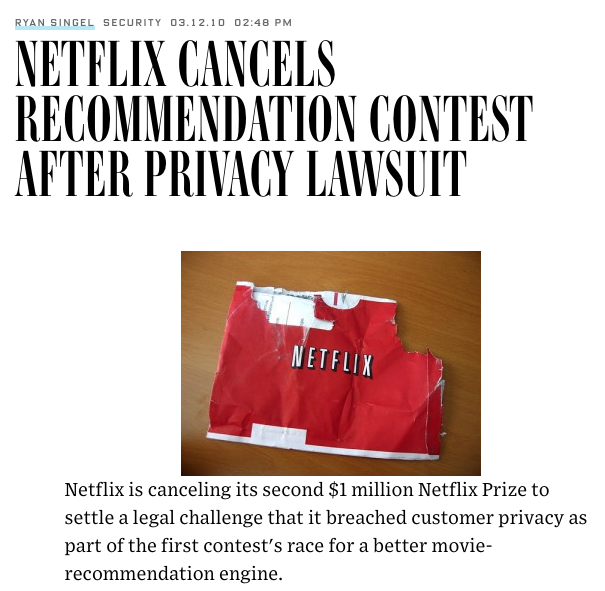 RYAN SINGEL SECURITY 03.12.10 02:48 PM
NETFLIX CANCELS
RECOMMENDATION CONTEST
AFTER PRIVACY LAWSUIT
NETFLIX
Netflix is canceling its second $1 million Netflix Prize to
settle a legal challenge that it breached customer privacy as
part of the first contest's race for a better movie-
recommendation engine.